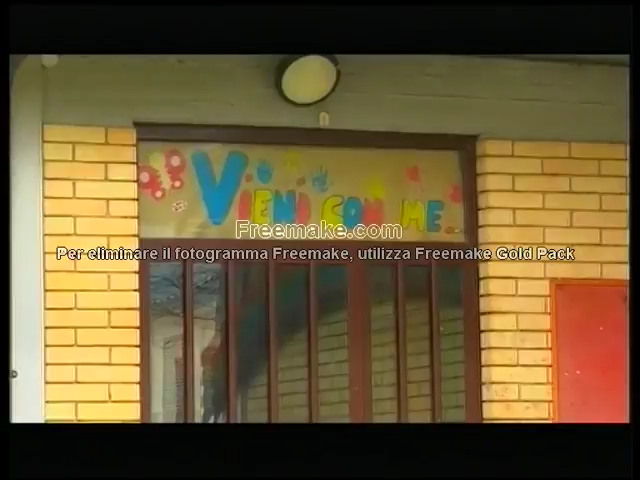 VIENI CON ME...
Freemake.com
Per eliminare il fotogramma Freemake, utilizza Freemake Gold Pack